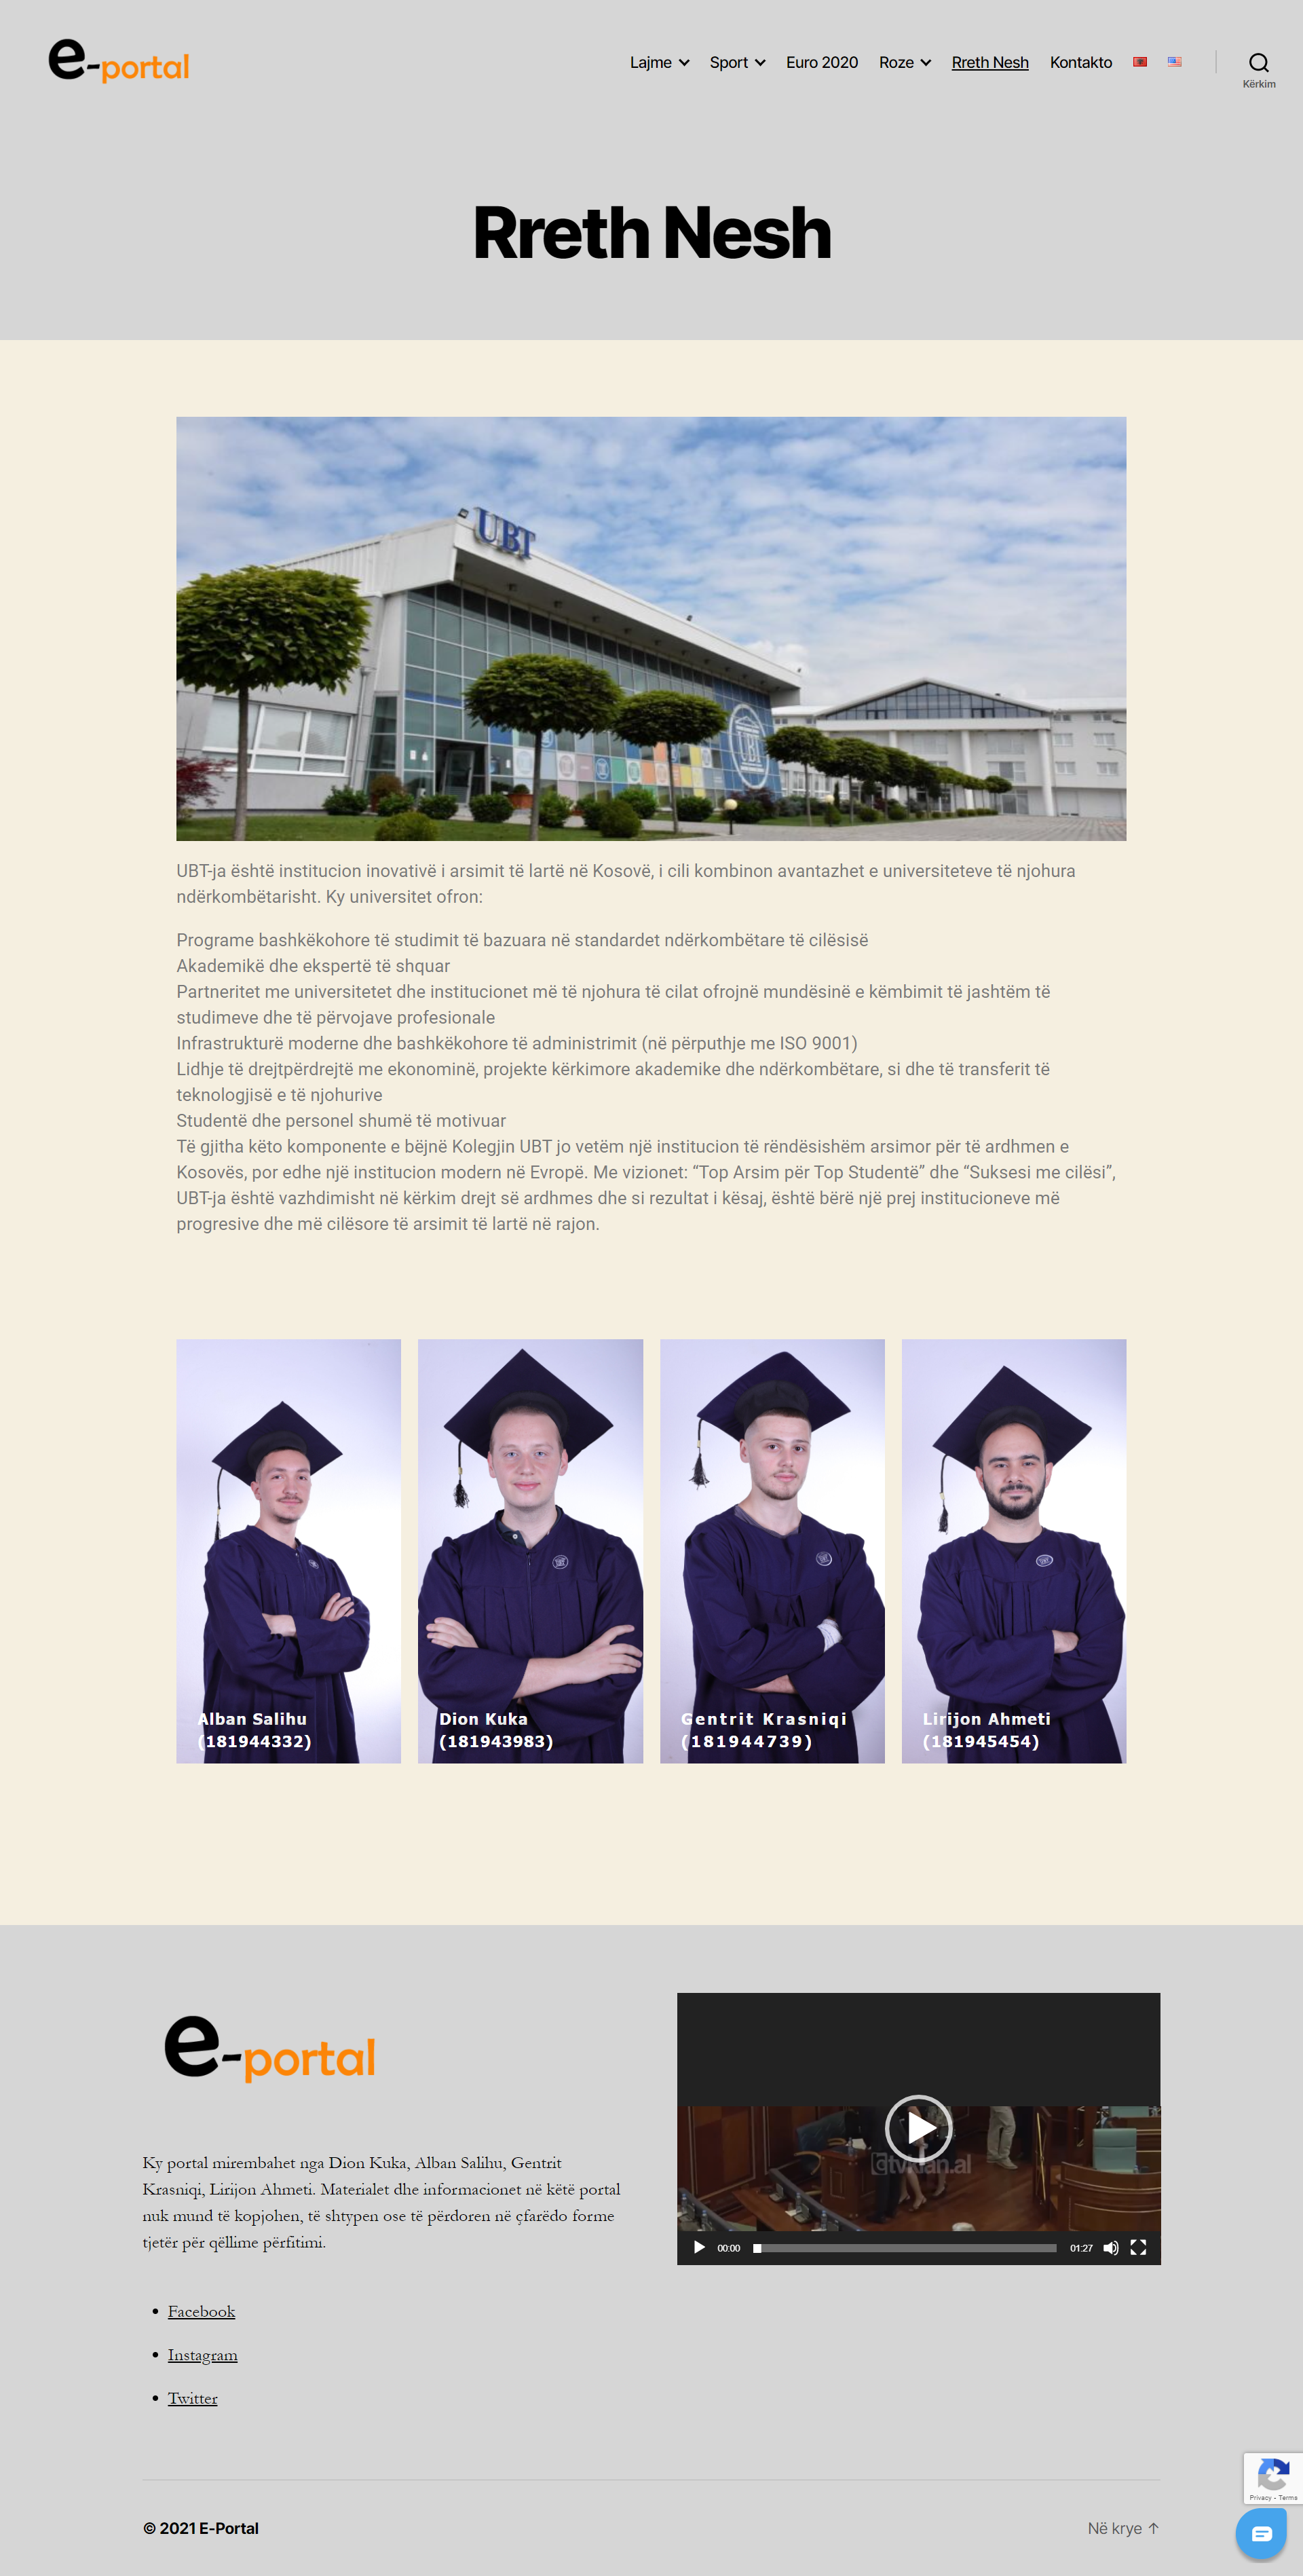 e-portal
Lajme Sport Euro 2020 Roze Rreth Nesh Kontakto
Kërkim
Rreth Nesh
UBT
UBT
UBT-ja është institucion inovativë i arsimit të lartë në Kosovë, i cili kombinon avantazhet e universiteteve të njohura
ndërkombëtarisht. Ky universitet ofron:
Programe bashkëkohore të studimit të bazuara në standardet ndërkombëtare të cilësisë
Akademikë dhe ekspertë të shquar
Partneritet me universitetet dhe institucionet më të njohura të cilat ofrojnë mundësinë e këmbimit të jashtëm të
studimeve dhe të përvojave profesionale
Infrastrukturë moderne dhe bashkëkohore të administrimit (në përputhje me ISO 9001)
Lidhje të drejtpërdrejtë me ekonominë, projekte kërkimore akademike dhe ndërkombëtare, si dhe të transferit të
teknologjisë e të njohurive
Studentë dhe personel shumë të motivuar
Të gjitha këto komponente e bëjnë Kolegjin UBT jo vetëm një institucion të rëndësishëm arsimor për të ardhmen e
Kosovës, por edhe një institucion modern në Evropë. Me vizionet: “Top Arsim për Top Studentë” dhe “Suksesi me cilësi”,
UBT-ja është vazhdimisht në kërkim drejt së ardhmes dhe si rezultat i kësaj, është bërë një prej institucioneve më
progresive dhe më cilësore të arsimit të lartë në rajon.
Alban Salihu
(181944332)
Dion Kuka
(181943983)
Gentrit Krasniqi
(181944739)
Lirijon Ahmeti
(181945454)
e-portal
Ky portal mirembahet nga Dion Kuka, Alban Salihu, Gentrit
Krasniqi, Lirijon Ahmeti. Materialet dhe informacionet në këtë portal
nuk mund të kopjohen, të shtypen ose të përdoren në çfarëdo forme
tjetër për qëllime përfitimi.
Facebook
Instagram
Twitter
00:00 01:27
Privacy - Terms
© 2021 E-Portal
Në krye ↑